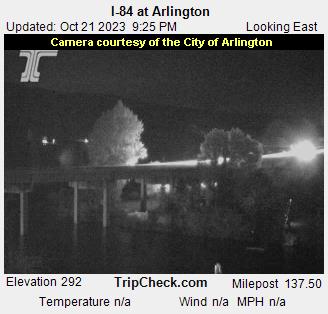 I-84 at Arlington
Updated: Oct 21 2023 9:25 PM Looking East
Camera courtesy of the City of Arlington
Elevation 292 TripCheck.com Milepost 137.50
Temperature n/a Wind n/a MPH n/a